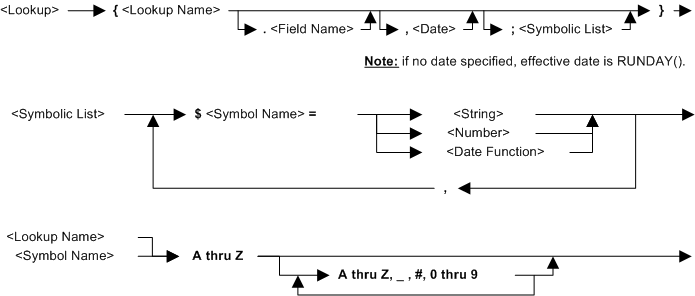 <Lookup> { <Lookup Name> }
. <Field Name> , <Date> ; <Symbolic List>
Note: if no date specified, effective date is RUNDAY().
<Symbolic List> $ <Symbol Name> = <String>
<Number>
<Date Function>
,
<Lookup Name>
<Symbol Name> A thru Z
A thru Z, _ , #, 0 thru 9